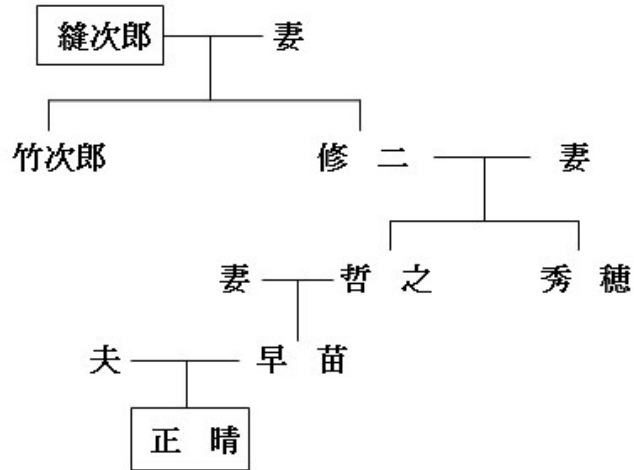 縫次郎 妻
竹次郎 修 二 妻
妻 哲 之 秀 穂
夫 早 苗
正 晴